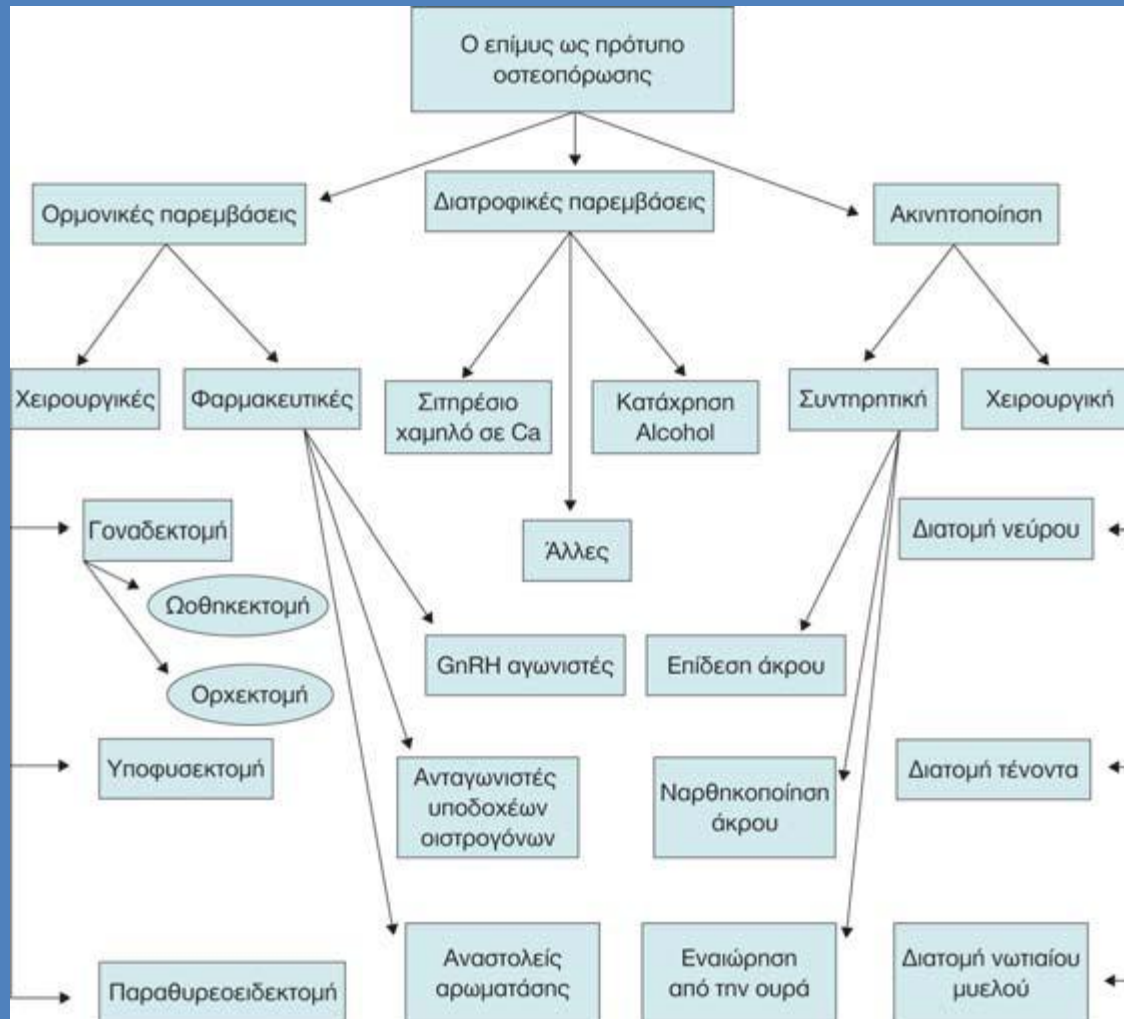 Ο επίμυς ως πρότυπο
οστεοπόρωσης
Ορμονικές παρεμβάσεις
Διατροφικές παρεμβάσεις
Ακινητοποίηση
Χειρουργικές
Φαρμακευτικές
Σιτηρέσιο
χαμηλό σε Ca
Κατάχρηση
Alcohol
Συντηρητική
Χειρουργική
Γοναδεκτομή
Άλλες
Διατομή νεύρου
Ωοθηκεκτομή
GnRH αγωνιστές
Επίδεση άκρου
Ορχεκτομή
Υποφυσεκτομή
Ανταγωνιστές
υποδοχέων
οιστρογόνων
Ναρθηκοποίηση
άκρου
Διατομή τένοντα
Παραθυρεοειδεκτομή
Αναστολείς
αρωματάσης
Εναιώρηση
από την ουρά
Διατομή νωτιαίου
μυελού